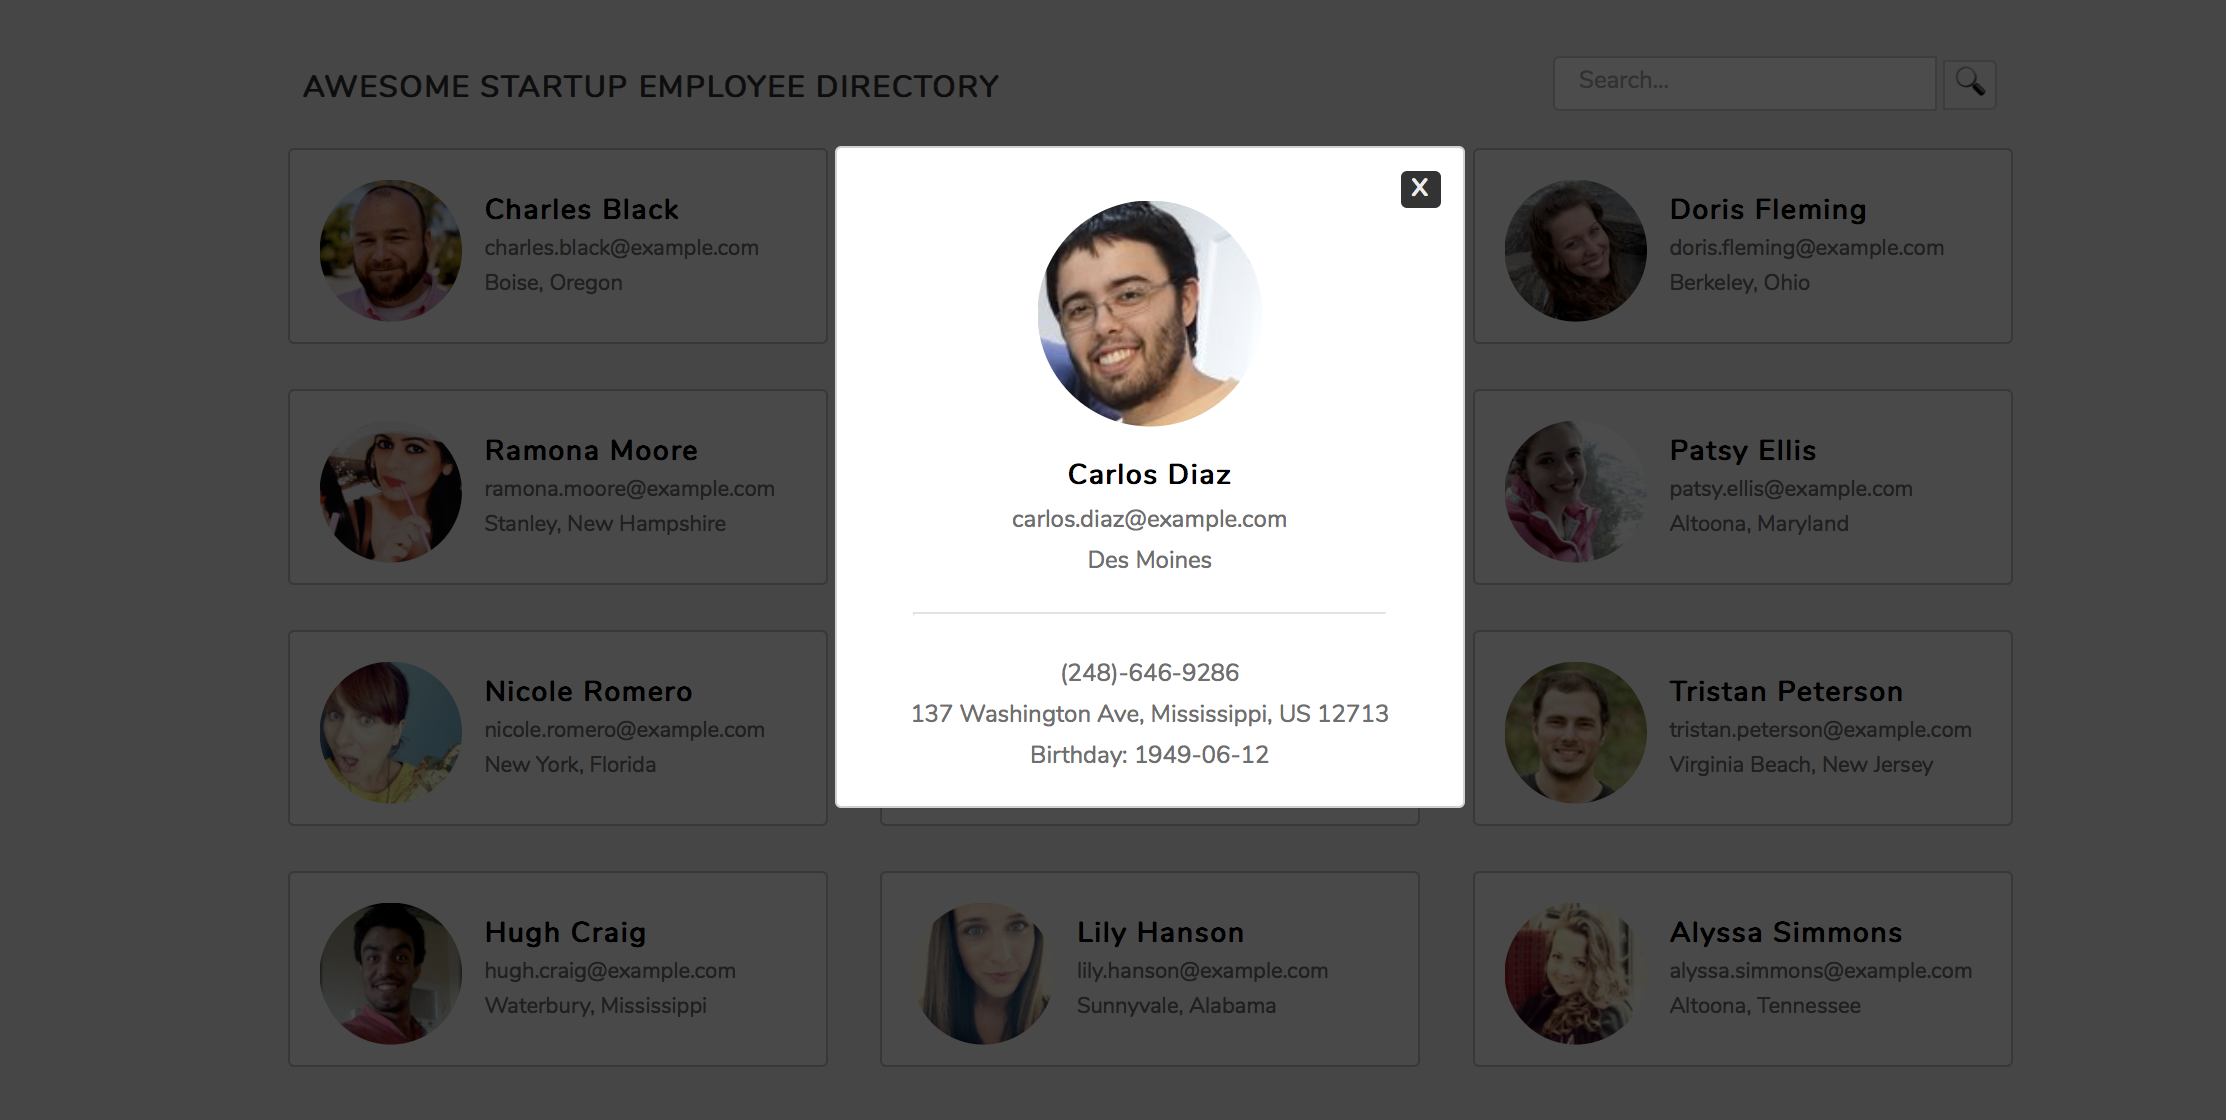 AWESOME STARTUP EMPLOYEE DIRECTORY
Search...
Charles Black
charles.black@example.com
Boise, Oregon
X
Carlos Diaz
carlos.diaz@example.com
Des Moines
(248)-646-9286
137 Washington Ave, Mississippi, US 12713
Birthday: 1949-06-12
Doris Fleming
doris.fleming@example.com
Berkeley, Ohio
Ramona Moore
ramona.moore@example.com
Stanley, New Hampshire
Patsy Ellis
patsy.ellis@example.com
Altoona, Maryland
Nicole Romero
nicole.romero@example.com
New York, Florida
Tristan Peterson
tristan.peterson@example.com
Virginia Beach, New Jersey
Hugh Craig
hugh.craig@example.com
Waterbury, Mississippi
Lily Hanson
lily.hanson@example.com
Sunnyvale, Alabama
Alyssa Simmons
alyssa.simmons@example.com
Altoona, Tennessee